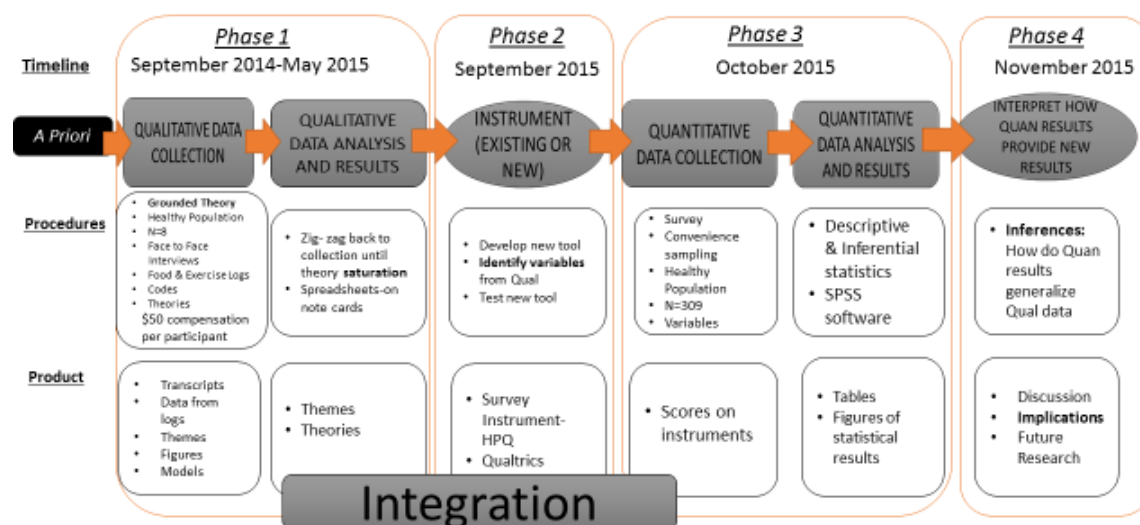 Phase 1
Phase 2
Phase 3
Phase 4
Timeline
September 2014-May 2015
September 2015
October 2015
November 2015
A Priori
QUALITATIVE DATA
COLLECTION
QUALITATIVE
DATA ANALYSIS
AND RESULTS
INSTRUMENT
(EXISTING OR
NEW)
QUANTITATIVE
DATA COLLECTION
QUANTITATIVE
DATA ANALYSIS
AND RESULTS
INTERPRET HOW
QUAN RESULTS
PROVIDE NEW
RESULTS
Procedures
• Grounded Theory
• Healthy Population
• N=8
• Face to Face
Interviews
• Food & Exercise Logs
• Codes
• Theories
$50 compensation
per participant
• Zig- zag back to
collection until
theory saturation
• Spreadsheets-on
note cards
• Develop new tool
• Identify variables
from Qual
• Test new tool
• Survey
• Convenience
sampling
• Healthy
Population
• N=309
• Variables
• Descriptive
& Inferential
statistics
• SPSS
software
• Inferences:
How do Quan
results
generalize
Qual data
Product
• Transcripts
• Data from
logs
• Themes
• Figures
• Models
• Themes
• Theories
• Survey
Instrument-
HPQ
• Qualtrics
• Scores on
instruments
• Tables
• Figures of
statistical
results
• Discussion
• Implications
• Future
Research
Integration